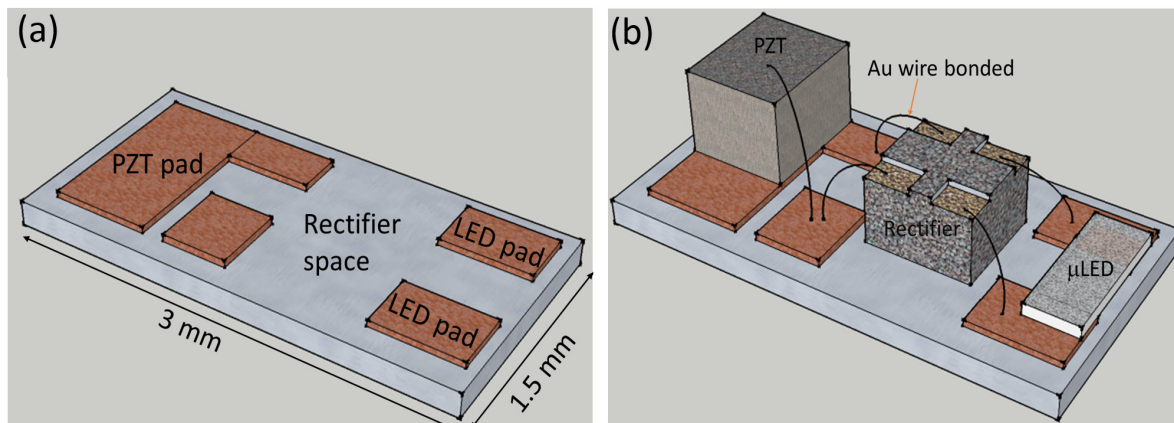 (a)
PZT pad
Rectifier
space
LED pad
LED pad
3 mm
1.5 mm
(b)
PZT
Au wire bonded
Rectifier
μLED